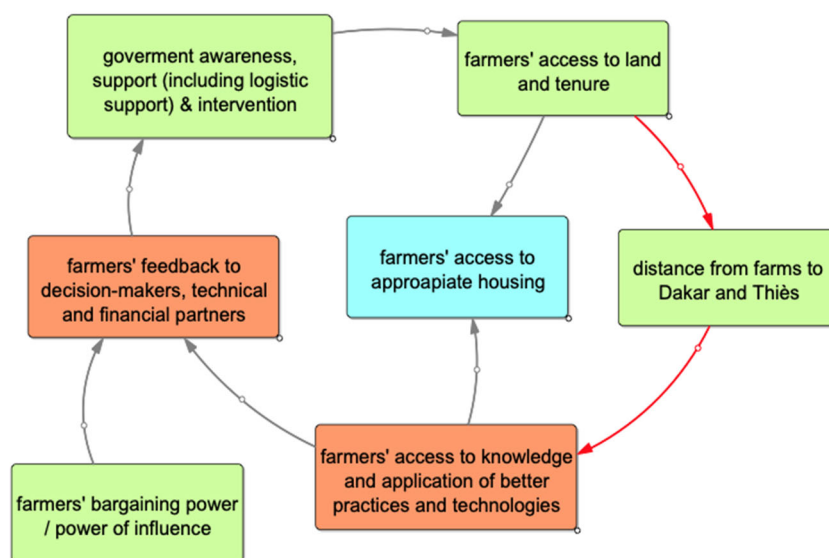 goverment awareness,
support (including logistic
support) & intervention
farmers' access to land
and tenure
farmers' feedback to
decision-makers, technical
and financial partners
farmers' access to
approapiate housing
distance from farms to
Dakar and Thiès
farmers' bargaining power
/ power of influence
farmers' access to knowledge
and application of better
practices and technologies